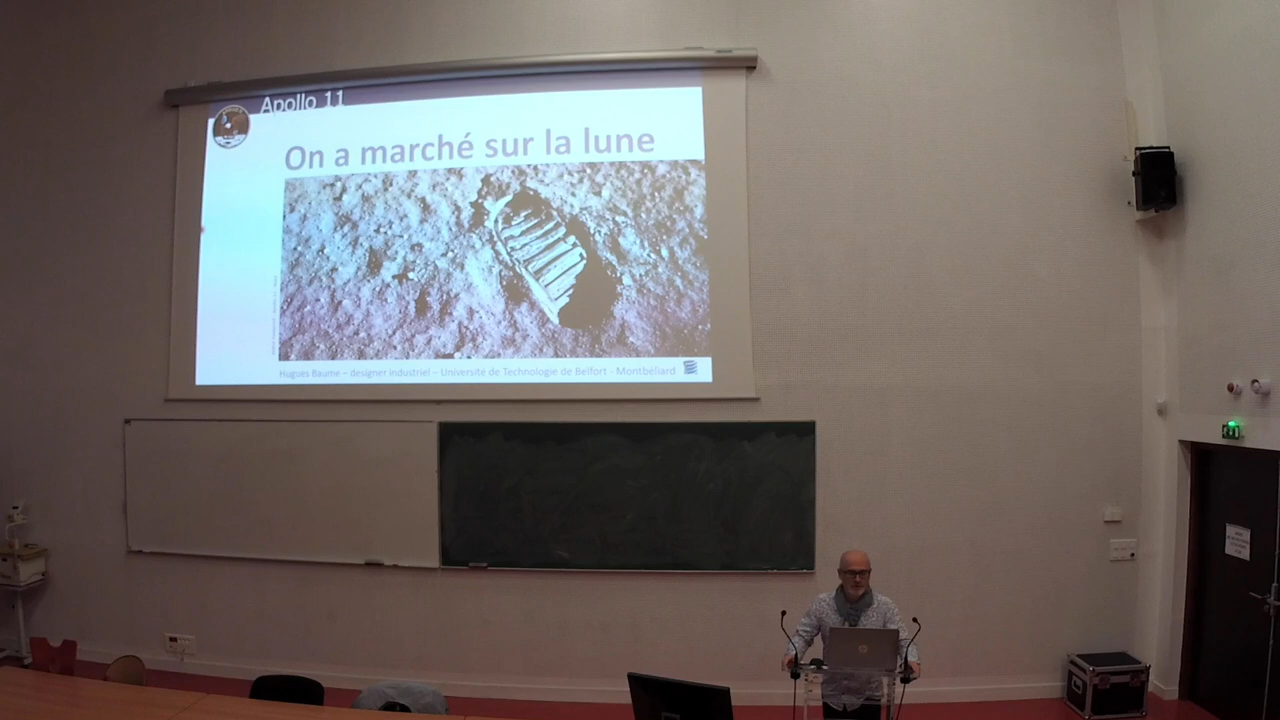 Apollo 11
On a marché sur la lune
Hugues Baume – designer industriel – Université de Technologie de Belfort - Montbéliard